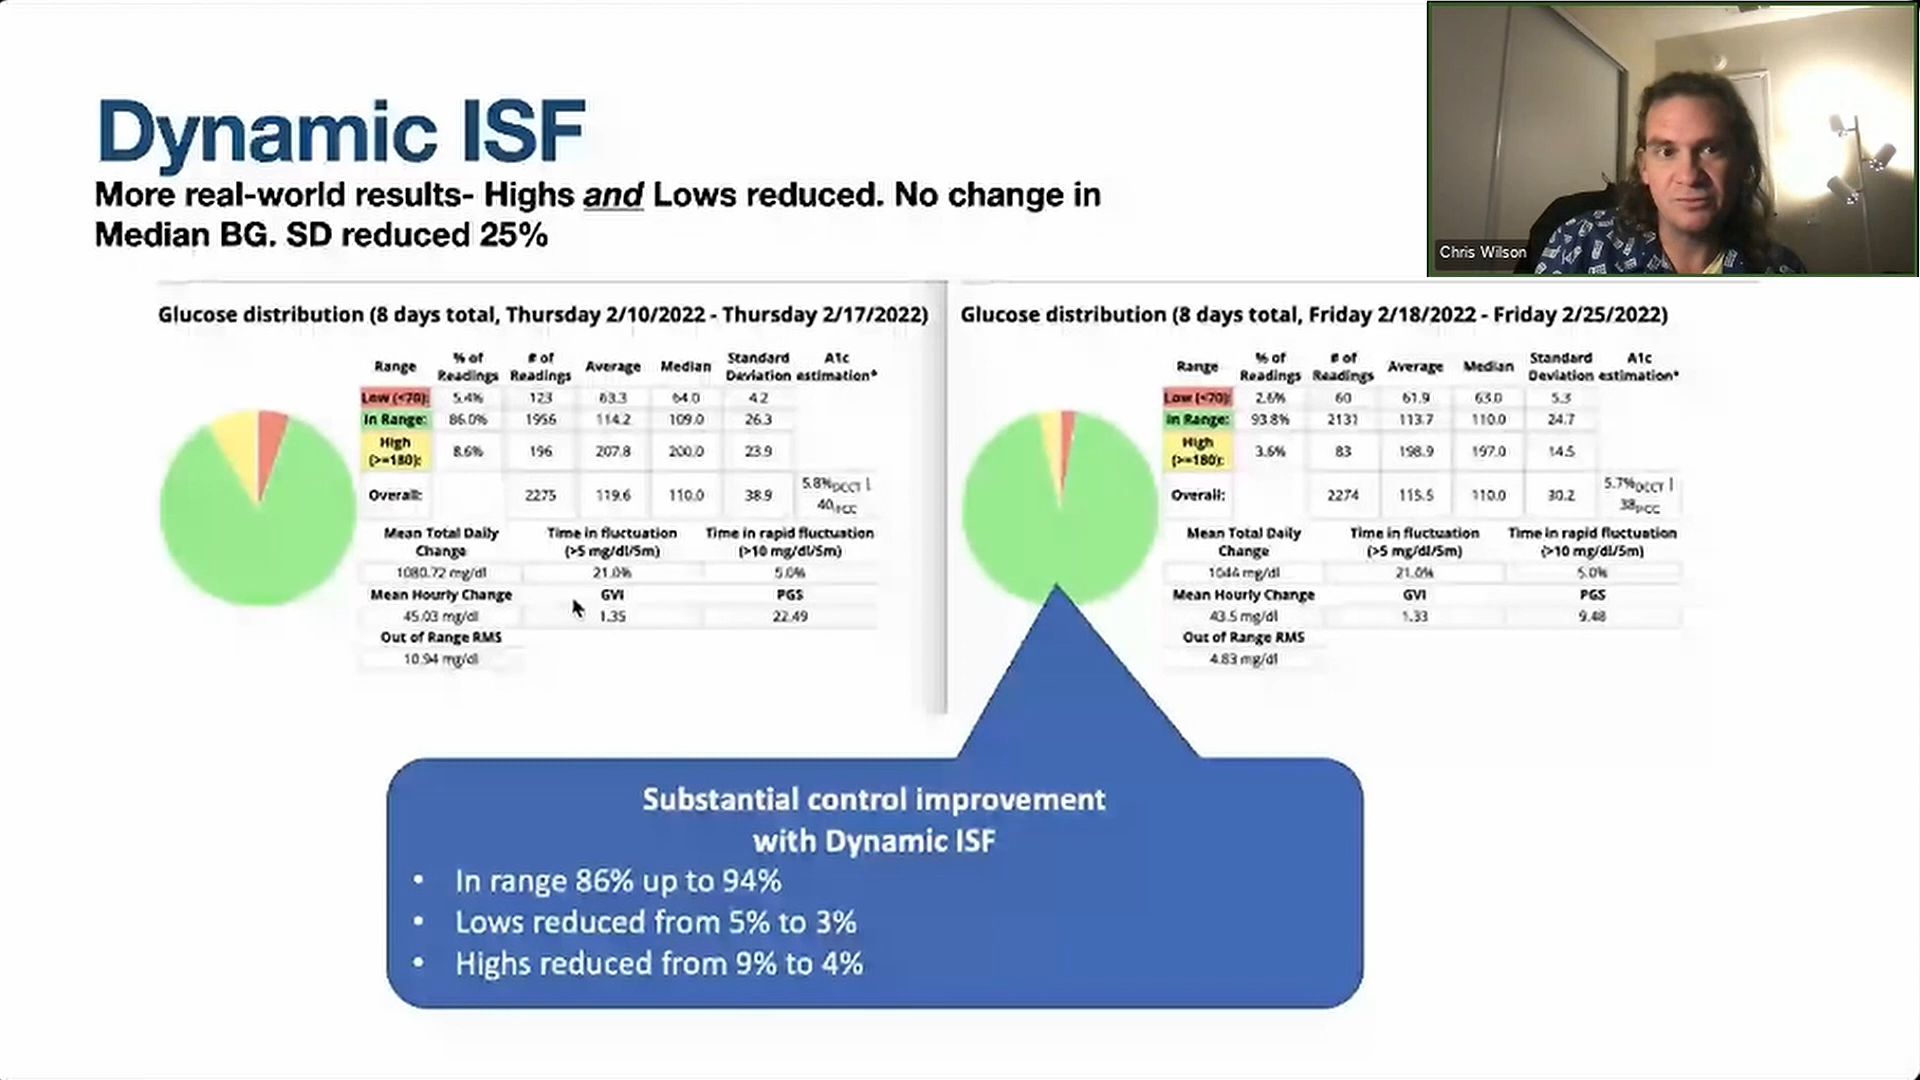 Dynamic ISF
More real-world results- Highs and Lows reduced. No change in
Median BG. SD reduced 25%
Chris Wilson
Glucose distribution (8 days total, Thursday 2/10/2022 - Thursday 2/17/2022)
Range % of Readings # of Readings Average Median Standard Deviation A1c estimation*
Low (<70): 5.4% 123 63.3 64.0 4.2
In Range: 86.0% 1956 114.2 109.0 26.3
High (>=180): 8.6% 196 207.8 200.0 23.9
Overall: 2275 119.6 110.0 38.9 5.8%DCCT | 40IFCC
Mean Total Daily Change Time in fluctuation (>5 mg/dl/5m) Time in rapid fluctuation (>10 mg/dl/5m)
1080.72 mg/dl 21.0% 5.0%
Mean Hourly Change GVI PGS
45.03 mg/dl 1.35 22.49
Out of Range RMS
10.94 mg/dl
Glucose distribution (8 days total, Friday 2/18/2022 - Friday 2/25/2022)
Range % of Readings # of Readings Average Median Standard Deviation A1c estimation*
Low (<70): 2.6% 60 61.9 63.0 5.3
In Range: 93.8% 2131 113.7 110.0 24.7
High (>=180): 3.6% 83 198.9 197.0 14.5
Overall: 2274 115.5 110.0 30.2 5.7%DCCT | 38IFCC
Mean Total Daily Change Time in fluctuation (>5 mg/dl/5m) Time in rapid fluctuation (>10 mg/dl/5m)
1044 mg/dl 21.0% 5.0%
Mean Hourly Change GVI PGS
43.5 mg/dl 1.33 9.48
Out of Range RMS
4.83 mg/dl
Substantial control improvement
with Dynamic ISF
• In range 86% up to 94%
• Lows reduced from 5% to 3%
• Highs reduced from 9% to 4%